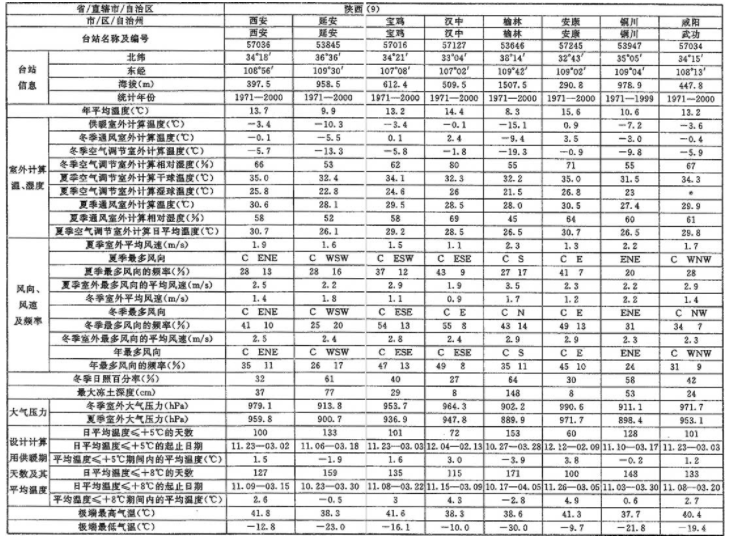 省/直辖市/自治区 陕西(9)
市/区/自治州 西安 延安 宝鸡 汉中 榆林 安康 铜川 咸阳
台站名称及编号 西安 延安 宝鸡 汉中 榆林 安康 铜川 武功
57036 53845 57016 57127 53646 57245 53947 57034
台站信息 北纬 34°18′ 36°36′ 34°21′ 33°04′ 38°14′ 32°43′ 35°05′ 34°15′
东经 108°56′ 109°30′ 107°08′ 107°02′ 109°42′ 109°02′ 109°04′ 108°13′
海拔(m) 397.5 958.5 612.4 509.5 1507.5 290.8 978.9 447.8
统计年份 1971—2000 1971—2000 1971—2000 1971—2000 1971—2000 1971—2000 1971—1999 1971—2000
年平均温度(℃) 13.7 9.9 13.2 14.4 8.3 15.6 10.6 13.2
室外计算温、湿度 供暖室外计算温度(℃) −3.4 −10.3 −3.4 −0.1 −15.1 0.9 −7.2 −3.6
冬季通风室外计算温度(℃) −0.1 −5.5 0.1 2.4 −9.4 3.5 −3.0 −0.4
冬季空气调节室外计算温度(℃) −5.7 −13.3 −5.8 −1.8 −19.3 −0.9 −9.8 −5.9
冬季空气调节室外计算相对湿度(%) 66 53 62 80 55 71 55 67
夏季空气调节室外计算干球温度(℃) 35.0 32.4 34.1 32.3 32.2 35.0 31.5 34.3
夏季空气调节室外计算湿球温度(℃) 25.8 22.8 24.6 26 21.5 26.8 23 *
夏季通风室外计算温度(℃) 30.6 28.1 29.5 28.5 28.0 30.5 27.4 29.9
夏季通风室外计算相对湿度(%) 58 52 58 69 45 64 60 61
夏季空气调节室外计算日平均温度(℃) 30.7 26.1 29.2 28.5 26.5 30.7 26.5 29.8
风向、风速及频率 夏季室外平均风速(m/s) 1.9 1.6 1.5 1.1 2.3 1.3 2.2 1.7
夏季最多风向 C ENE C WSW C ESW C ESE C S C E ENE C WNW
夏季最多风向的频率(%) 28 13 28 16 37 12 43 9 27 17 41 7 20 28
夏季室外最多风向的平均风速(m/s) 2.5 2.2 2.9 1.9 3.5 2.3 2.2 2.9
冬季室外平均风速(m/s) 1.4 1.8 1.1 0.9 1.7 1.2 2.2 1.4
冬季最多风向 C ENE C WSW C ESE C E C N C E ENE C NW
冬季最多风向的频率(%) 41 10 25 20 54 13 55 8 43 14 49 13 31 34 7
冬季室外最多风向的平均风速(m/s) 2.5 2.4 2.8 2.4 2.9 2.9 2.3 2.3
年最多风向 C ENE C WSW C ESE C ESE C S C E ENE C WNW
年最多风向的频率(%) 35 11 26 17 47 13 49 8 35 11 45 10 24 31 9
冬季日照百分率(%) 32 61 40 27 64 30 58 42
最大冻土深度(cm) 37 77 29 8 148 8 53 24
大气压力 冬季室外大气压力(hPa) 979.1 913.8 953.7 964.3 902.2 990.6 911.1 971.7
夏季室外大气压力(hPa) 959.8 900.7 936.9 947.8 889.9 971.7 898.4 953.1
设计计算用供暖期天数及其平均温度 日平均温度≤+5℃的天数 100 133 101 72 153 60 128 101
日平均温度≤+5℃的起止日期 11.23—03.02 11.06—03.18 11.23—03.03 12.04—02.13 10.27—03.28 12.12—02.09 11.10—03.17 11.23—03.03
平均温度≤+5℃期间内的平均温度(℃) 1.5 −1.9 1.6 3.0 −3.9 3.8 −0.2 1.2
日平均温度≤+8℃的天数 127 159 135 115 171 100 148 133
日平均温度≤+8℃的起止日期 11.09—03.15 10.23—03.30 11.08—03.22 11.15—03.09 10.17—04.05 11.26—03.05 11.03—03.30 11.08—03.20
平均温度≤+8℃期间内的平均温度(℃) 2.6 −0.5 3 4.3 −2.8 4.9 0.6 2.7
极端最高气温(℃) 41.8 38.3 41.6 38.3 38.6 41.3 37.7 40.4
极端最低气温(℃) −12.8 −23.0 −16.1 −10.0 −30.0 −9.7 −21.8 −19.4